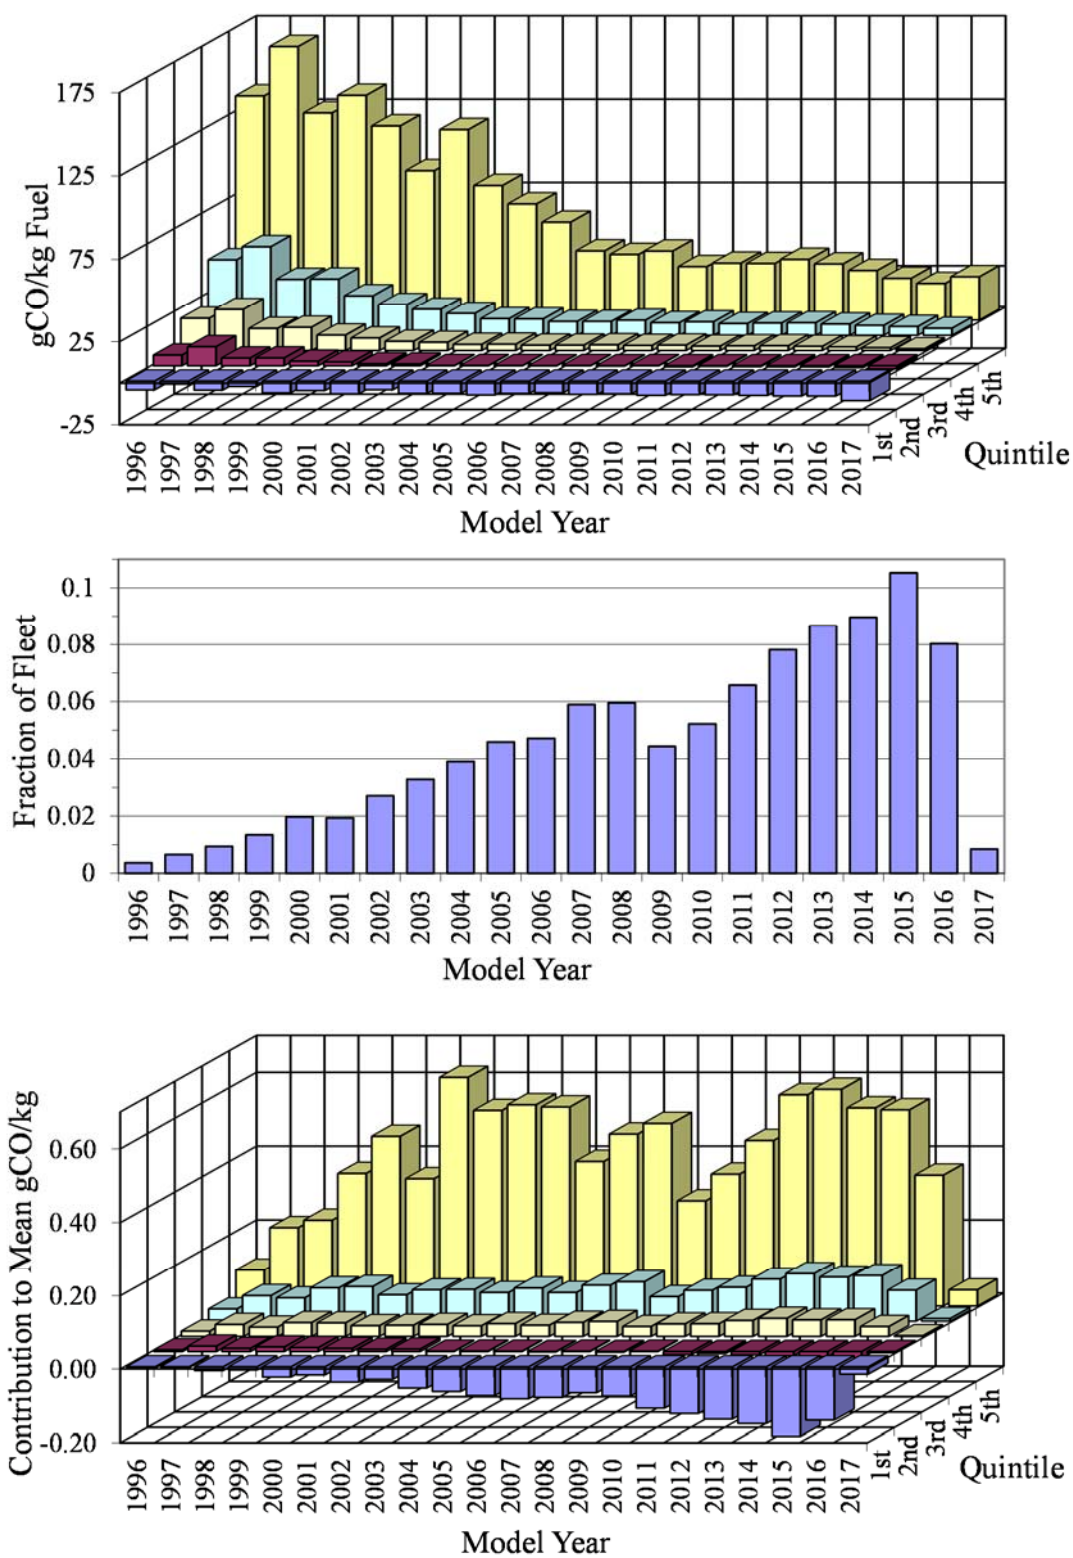 gCO/kg Fuel
175
125
75
25
-25
1996 1997 1998 1999 2000 2001 2002 2003 2004 2005 2006 2007 2008 2009 2010 2011 2012 2013 2014 2015 2016 2017
1st 2nd 3rd 4th 5th
Quintile
Model Year
Fraction of Fleet
0.1
0.08
0.06
0.04
0.02
0
1996 1997 1998 1999 2000 2001 2002 2003 2004 2005 2006 2007 2008 2009 2010 2011 2012 2013 2014 2015 2016 2017
Model Year
Contribution to Mean gCO/kg
0.60
0.40
0.20
0.00
-0.20
1996 1997 1998 1999 2000 2001 2002 2003 2004 2005 2006 2007 2008 2009 2010 2011 2012 2013 2014 2015 2016 2017
1st 2nd 3rd 4th 5th
Quintile
Model Year